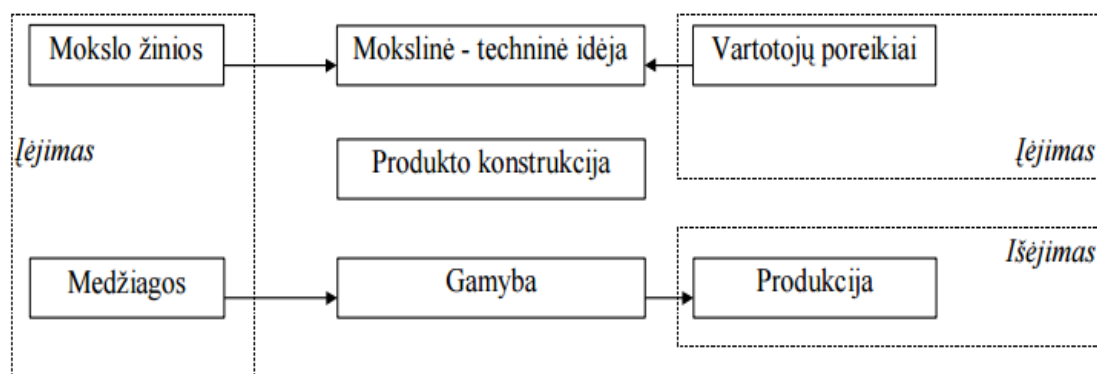 Mokslo žinios
Mokslinė - techninė idėja
Vartotojų poreikiai
Įėjimas
Produkto konstrukcija
Įėjimas
Išėjimas
Medžiagos
Gamyba
Produkcija